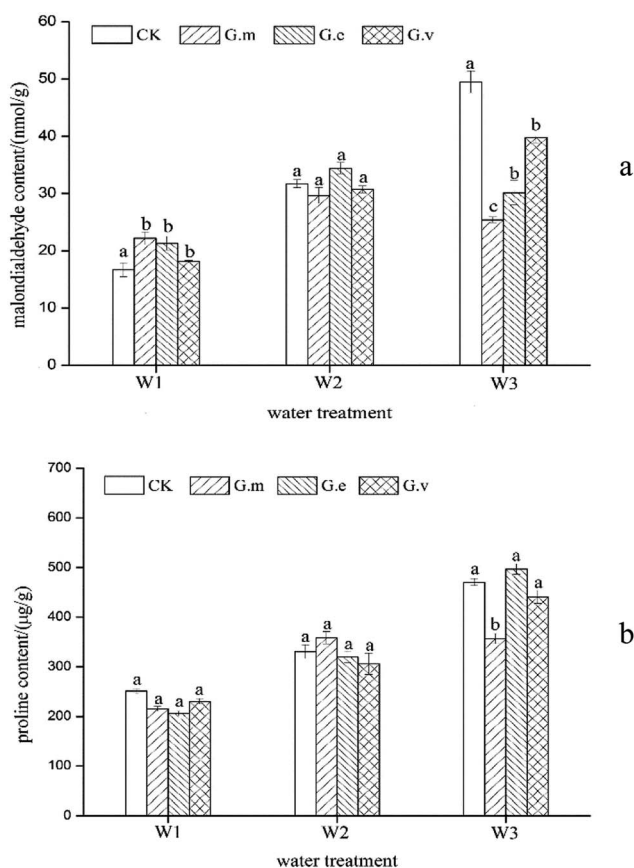 60
CK G.m G.e G.v
50
40
30
20
10
0
malondialdehyde content/(nmol/g)
a b b b
a a a a
a c b b
W1 W2 W3
water treatment
a
700
CK G.m G.e G.v
600
500
400
300
200
100
0
proline content/(μg/g)
a a a a
a a a a
a b a a
W1 W2 W3
water treatment
b